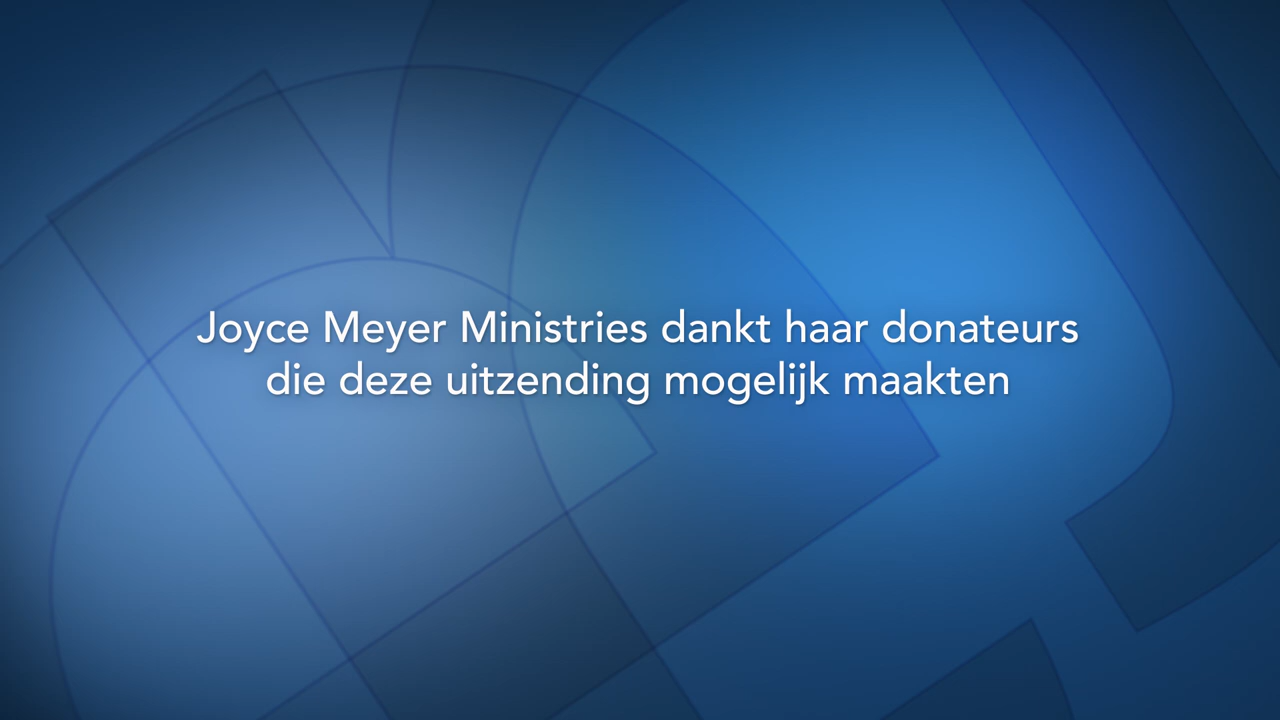 Joyce Meyer Ministries dankt haar donateurs
die deze uitzending mogelijk maakten